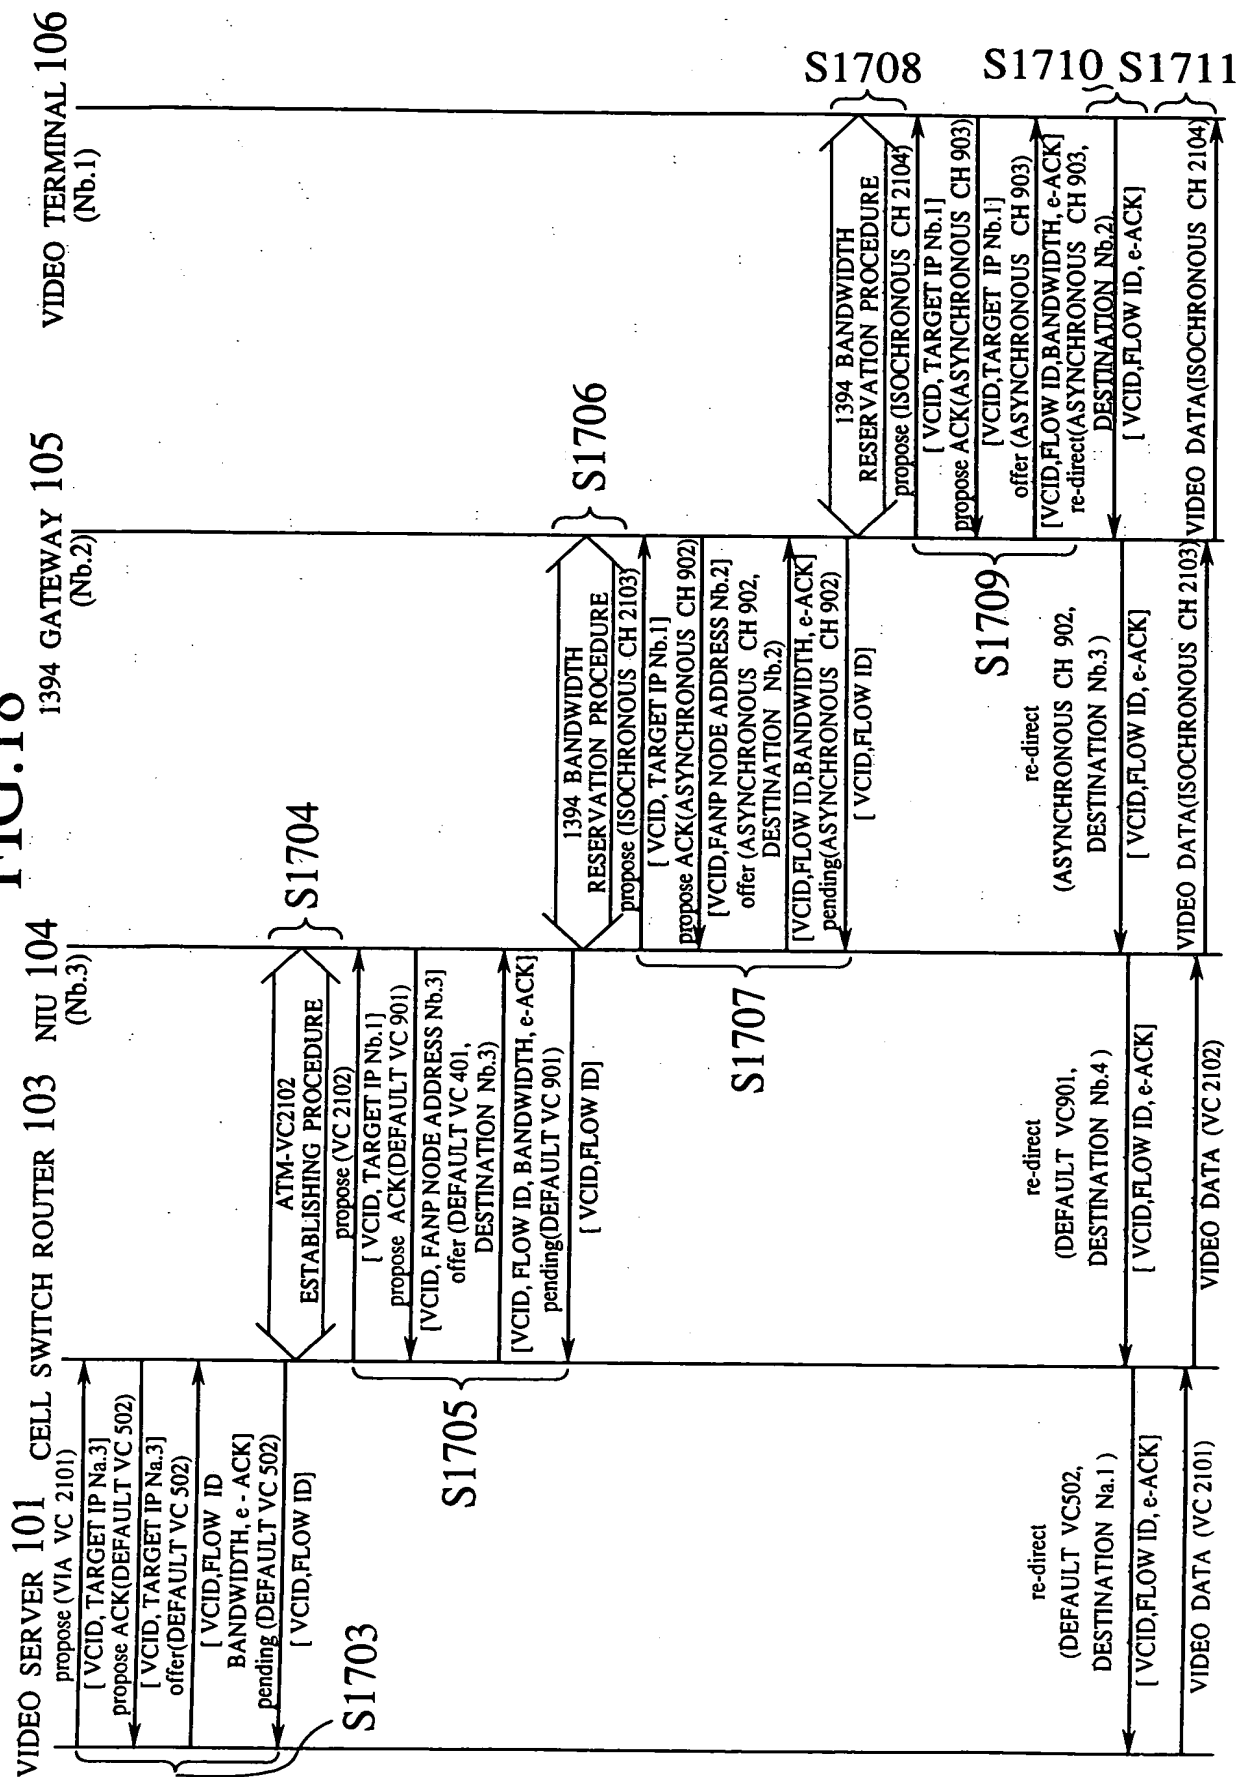 FIG.18
VIDEO SERVER 101
CELL SWITCH ROUTER 103
NIU 104
(Nb.3)
1394 GATEWAY 105
(Nb.2)
VIDEO TERMINAL 106
(Nb.1)
propose (VIA VC 2101)
[ VCID, TARGET IP Na.3]
propose ACK(DEFAULT VC 502)
[ VCID, TARGET IP Na.3]
offer(DEFAULT VC 502)
[ VCID,FLOW ID
BANDWIDTH, e - ACK]
pending (DEFAULT VC 502)
[ VCID,FLOW ID]
S1703
ATM-VC2102
ESTABLISHING PROCEDURE
S1704
propose (VC 2102)
[ VCID, TARGET IP Nb.1]
propose ACK(DEFAULT VC 901)
[VCID, FANP NODE ADDRESS Nb.3]
offer (DEFAULT VC 401,
DESTINATION Nb.3)
[VCID, FLOW ID, BANDWIDTH, e-ACK]
pending(DEFAULT VC 901)
[ VCID,FLOW ID]
S1705
1394 BANDWIDTH
RESERVATION PROCEDURE
S1706
propose (ISOCHRONOUS CH 2103)
[ VCID, TARGET IP Nb.1]
propose ACK(ASYNCHRONOUS CH 902)
[VCID,FANP NODE ADDRESS Nb.2]
offer (ASYNCHRONOUS CH 902,
DESTINATION Nb.2)
[VCID,FLOW ID,BANDWIDTH, e-ACK]
pending(ASYNCHRONOUS CH 902)
[ VCID,FLOW ID]
S1707
1394 BANDWIDTH
RESERVATION PROCEDURE
S1708
propose (ISOCHRONOUS CH 2104)
[ VCID, TARGET IP Nb.1]
propose ACK(ASYNCHRONOUS CH 903)
[VCID,TARGET IP Nb.1]
offer (ASYNCHRONOUS CH 903)
[VCID,FLOW ID,BANDWIDTH, e-ACK]
S1709
re-direct(ASYNCHRONOUS CH 903,
DESTINATION Nb.2)
[ VCID,FLOW ID, e-ACK]
S1710
re-direct
(ASYNCHRONOUS CH 902,
DESTINATION Nb.3 )
[ VCID,FLOW ID, e-ACK]
re-direct
(DEFAULT VC901,
DESTINATION Nb.4 )
[ VCID,FLOW ID, e-ACK]
re-direct
(DEFAULT VC502,
DESTINATION Na.1 )
[ VCID,FLOW ID, e-ACK]
VIDEO DATA (VC 2101)
VIDEO DATA (VC 2102)
VIDEO DATA(ISOCHRONOUS CH 2103)
VIDEO DATA(ISOCHRONOUS CH 2104)
S1711